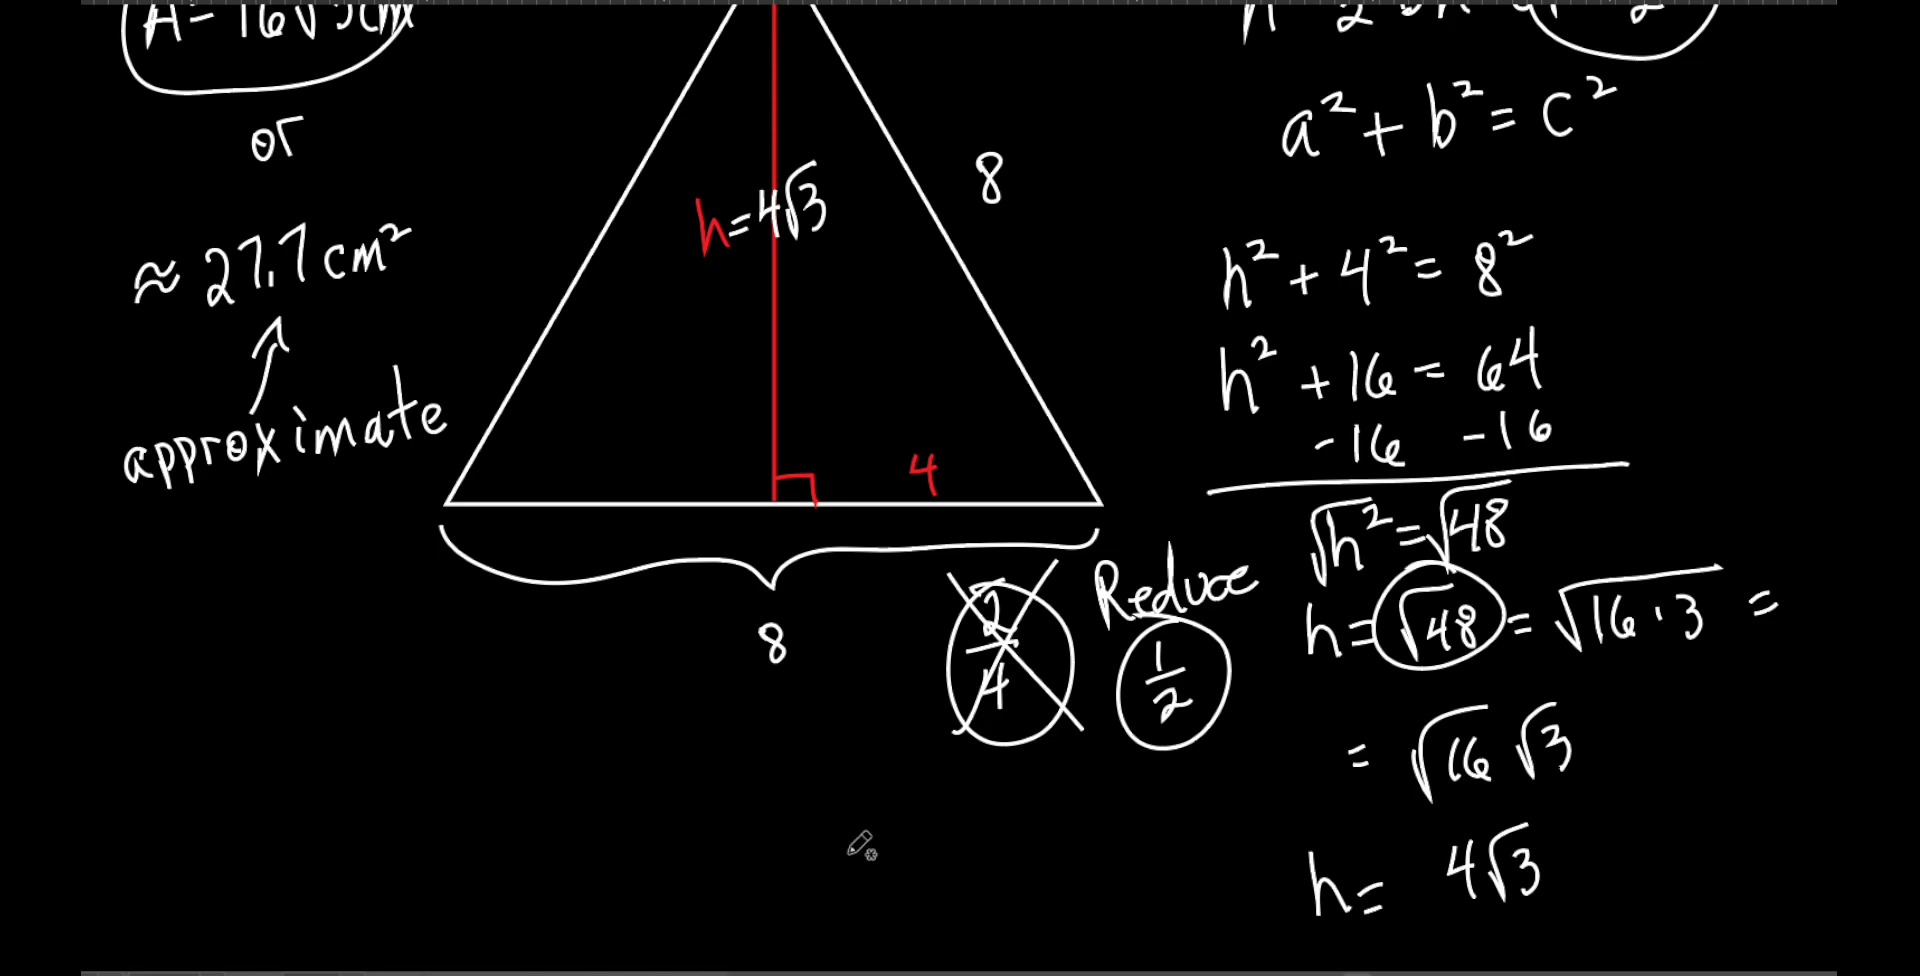 or
≈ 27.7 cm²
approximate
h=4√3
8
4
8
2/4
Reduce
1/2
a² + b² = c²
h² + 4² = 8²
h² + 16 = 64
-16 -16
√h² = √48
h = √48 = √16·3 =
= √16 √3
h = 4√3